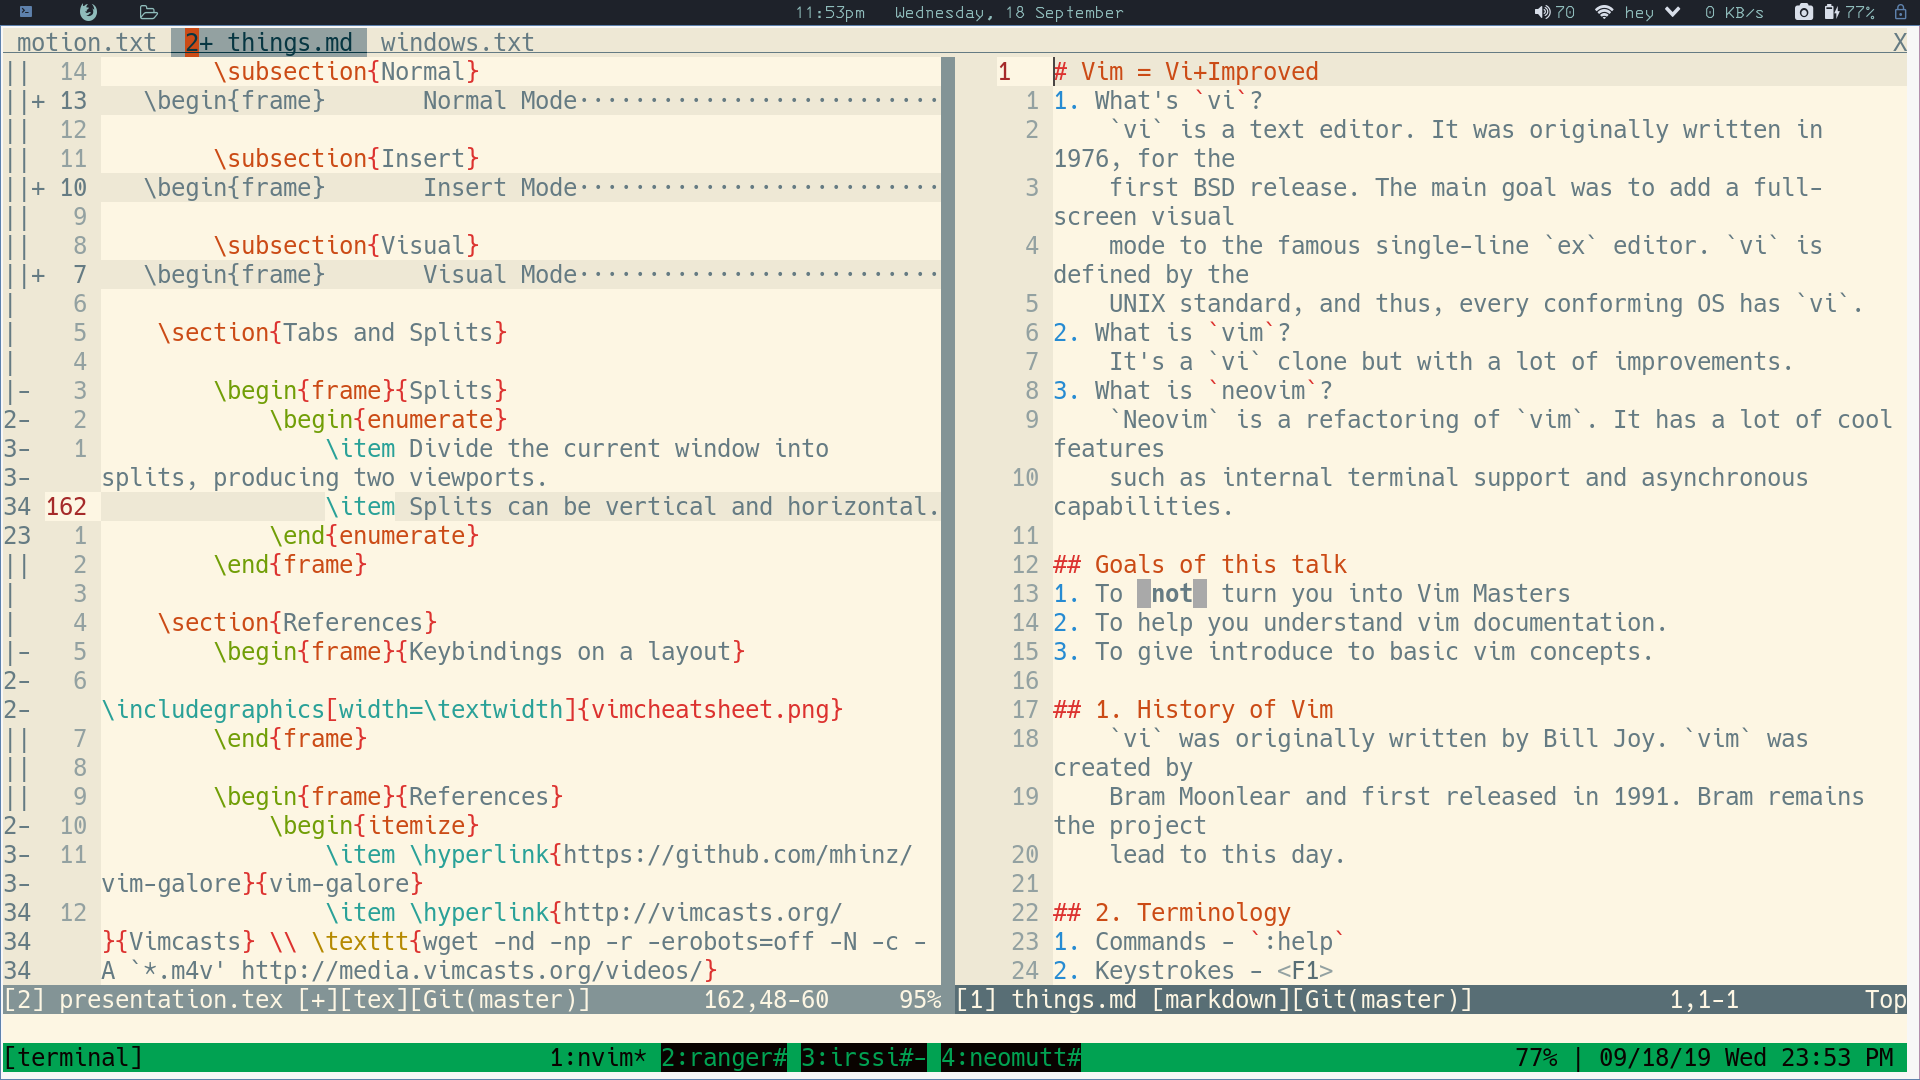 11:53pm Wednesday, 18 September 70 hey 0 KB/s 77%
motion.txt 2+ things.md windows.txt X
|| 14 \subsection{Normal}
||+ 13 \begin{frame} Normal Mode····························
|| 12
|| 11 \subsection{Insert}
||+ 10 \begin{frame} Insert Mode····························
|| 9
|| 8 \subsection{Visual}
||+ 7 \begin{frame} Visual Mode····························
| 6
| 5 \section{Tabs and Splits}
| 4
|- 3 \begin{frame}{Splits}
2- 2 \begin{enumerate}
3- 1 \item Divide the current window into
3- splits, producing two viewports.
34 162 \item Splits can be vertical and horizontal.
23 1 \end{enumerate}
|| 2 \end{frame}
| 3
| 4 \section{References}
|- 5 \begin{frame}{Keybindings on a layout}
2- 6
2- \includegraphics[width=\textwidth]{vimcheatsheet.png}
|| 7 \end{frame}
|| 8
|| 9 \begin{frame}{References}
2- 10 \begin{itemize}
3- 11 \item \hyperlink{https://github.com/mhinz/
3- vim-galore}{vim-galore}
34 12 \item \hyperlink{http://vimcasts.org/
34 }{Vimcasts} \\ \texttt{wget -nd -np -r -erobots=off -N -c -
34 A `*.m4v' http://media.vimcasts.org/videos/}
[2] presentation.tex [+][tex][Git(master)] 162,48-60 95%
1 # Vim = Vi+Improved
1 1. What's `vi`?
2 `vi` is a text editor. It was originally written in
1976, for the
3 first BSD release. The main goal was to add a full-
screen visual
4 mode to the famous single-line `ex` editor. `vi` is
defined by the
5 UNIX standard, and thus, every conforming OS has `vi`.
6 2. What is `vim`?
7 It's a `vi` clone but with a lot of improvements.
8 3. What is `neovim`?
9 `Neovim` is a refactoring of `vim`. It has a lot of cool
features
10 such as internal terminal support and asynchronous
capabilities.
11
12 ## Goals of this talk
13 1. To not turn you into Vim Masters
14 2. To help you understand vim documentation.
15 3. To give introduce to basic vim concepts.
16
17 ## 1. History of Vim
18 `vi` was originally written by Bill Joy. `vim` was
created by
19 Bram Moonlear and first released in 1991. Bram remains
the project
20 lead to this day.
21
22 ## 2. Terminology
23 1. Commands - `:help`
24 2. Keystrokes - <F1>
[1] things.md [markdown][Git(master)] 1,1-1 Top
[terminal] 1:nvim* 2:ranger# 3:irssi#- 4:neomutt# 77% | 09/18/19 Wed 23:53 PM